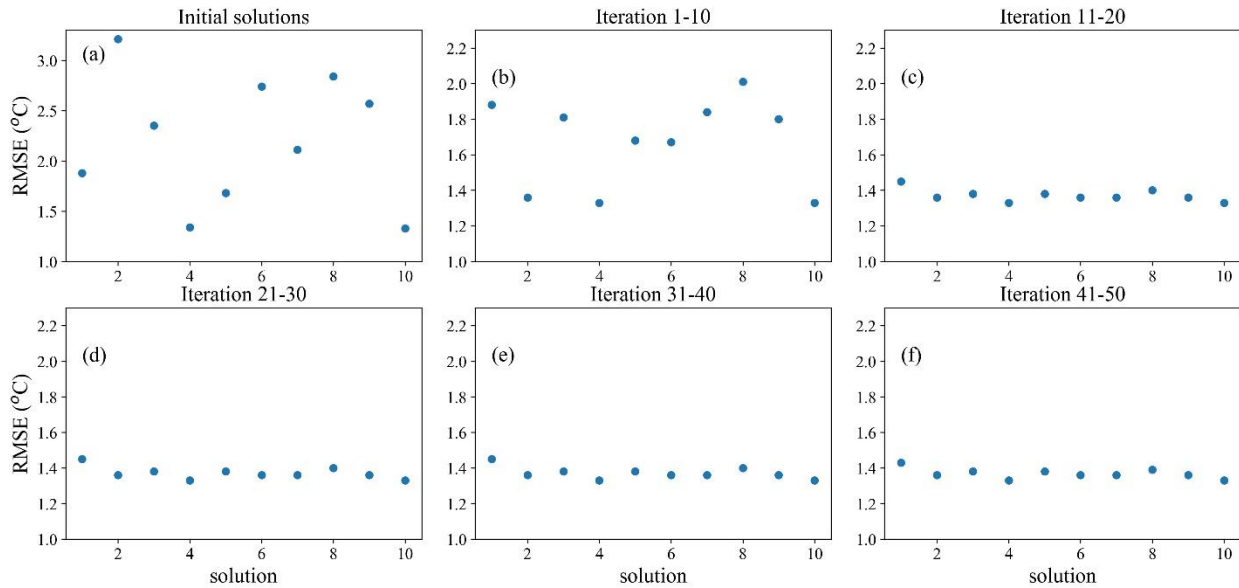 Initial solutions
Iteration 1-10
Iteration 11-20
(a)
(b)
(c)
RMSE (°C)
3.0
2.5
2.0
1.5
1.0
2.2
2.0
1.8
1.6
1.4
1.2
1.0
2.2
2.0
1.8
1.6
1.4
1.2
1.0
2 4 6 8 10
2 4 6 8 10
2 4 6 8 10
Iteration 21-30
Iteration 31-40
Iteration 41-50
(d)
(e)
(f)
RMSE (°C)
2.2
2.0
1.8
1.6
1.4
1.2
1.0
2.2
2.0
1.8
1.6
1.4
1.2
1.0
2.2
2.0
1.8
1.6
1.4
1.2
1.0
2 4 6 8 10
2 4 6 8 10
2 4 6 8 10
solution
solution
solution